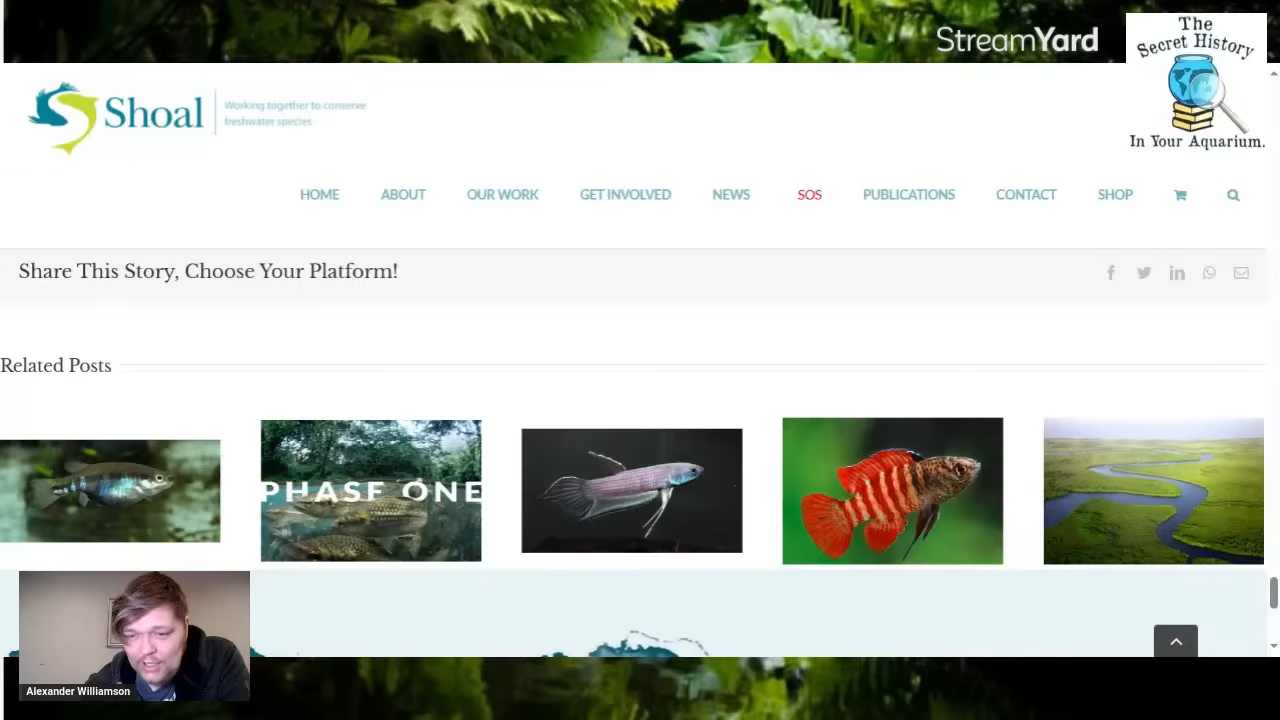 StreamYard
The
Secret History
In Your Aquarium.
Shoal
Working together to conserve
freshwater species
HOME ABOUT OUR WORK GET INVOLVED NEWS SOS PUBLICATIONS CONTACT SHOP
Share This Story, Choose Your Platform!
Related Posts
PHASE ONE
Alexander Williamson